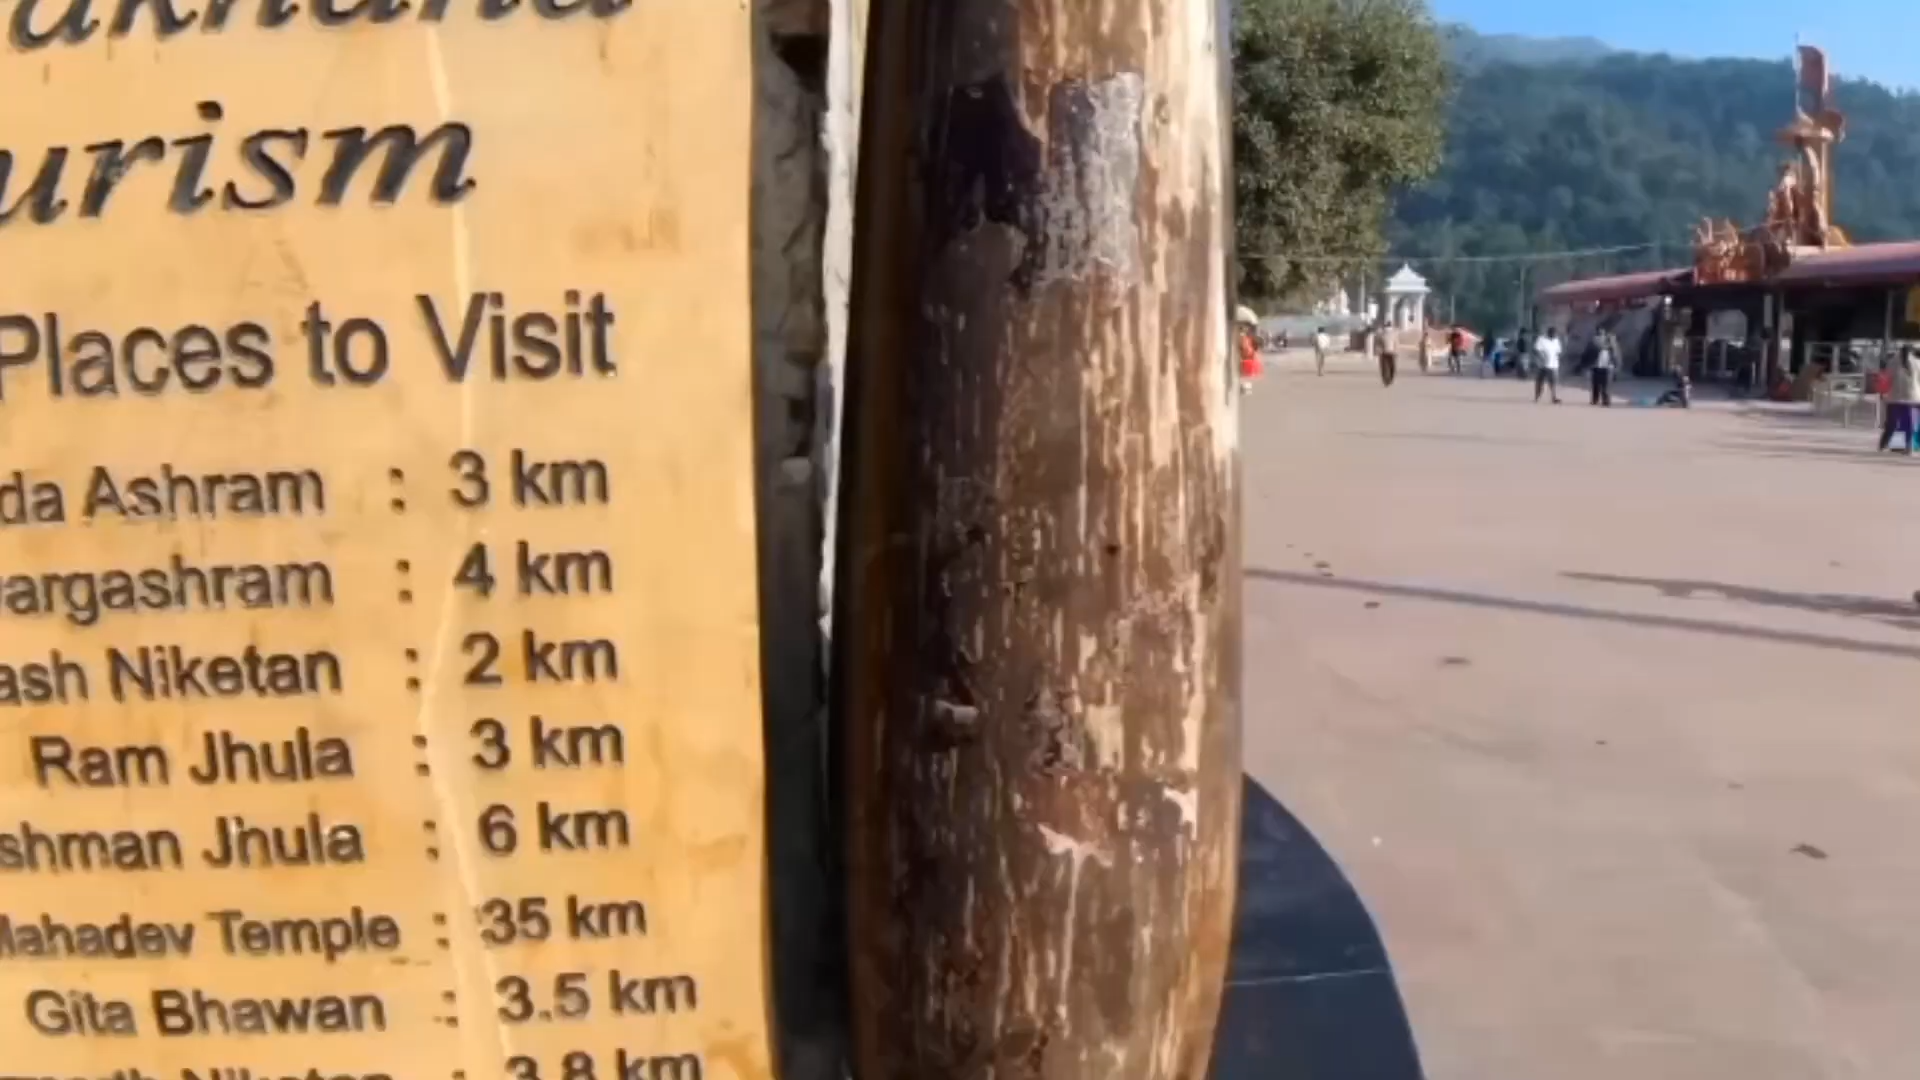 urism
Places to Visit
da Ashram : 3 km
argashram : 4 km
ash Niketan : 2 km
Ram Jhula : 3 km
shman Jhula : 6 km
Mahadev Temple : 35 km
Gita Bhawan : 3.5 km
Niketan : 3.8 km